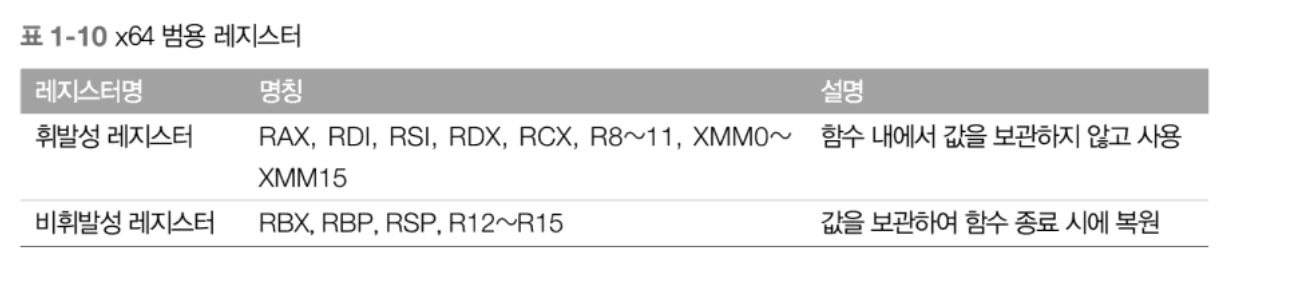 표 1-10 x64 범용 레지스터
레지스터명 명칭 설명
휘발성 레지스터 RAX, RDI, RSI, RDX, RCX, R8~11, XMM0~ 함수 내에서 값을 보관하지 않고 사용
XMM15
비휘발성 레지스터 RBX, RBP, RSP, R12~R15 값을 보관하여 함수 종료 시에 복원